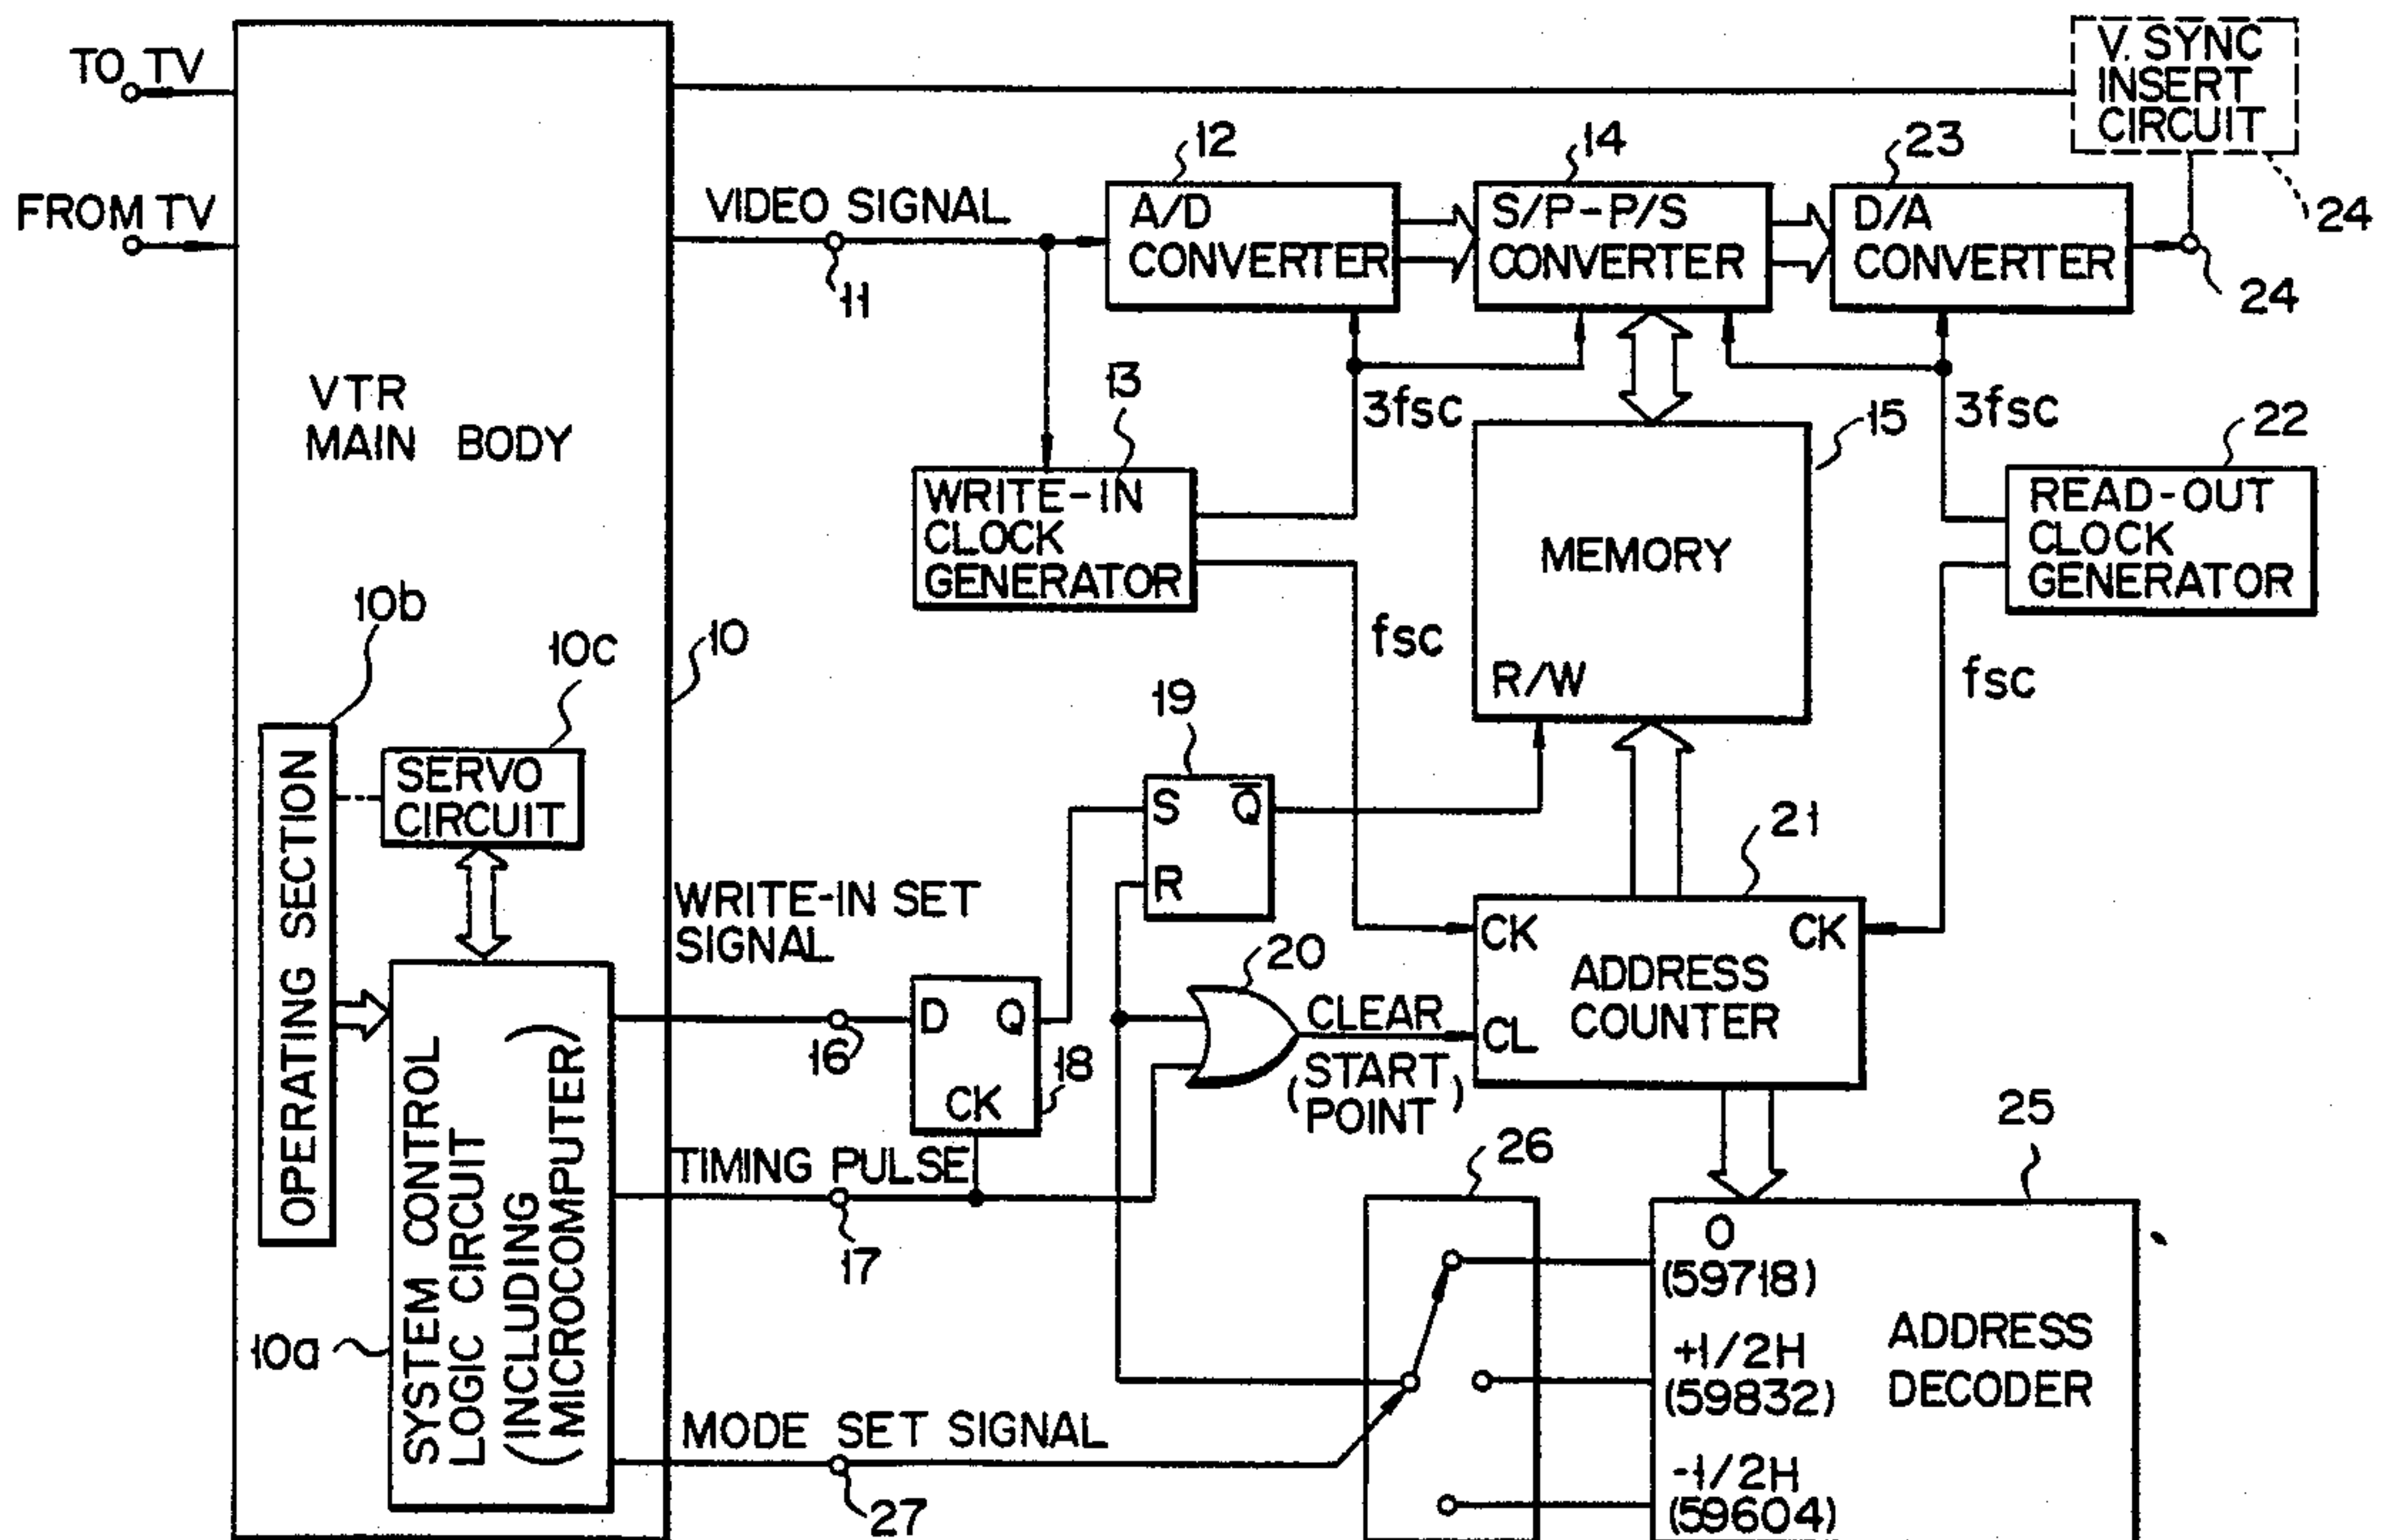 TO TV
FROM TV
VTR
MAIN BODY
10
10b
10c
OPERATING SECTION
SERVO
CIRCUIT
10a
SYSTEM CONTROL
LOGIC CIRCUIT
(INCLUDING
MICROCOMPUTER)
VIDEO SIGNAL
11
12
A/D
CONVERTER
14
S/P-P/S
CONVERTER
23
D/A
CONVERTER
V. SYNC
INSERT
CIRCUIT
24
24
13
WRITE-IN
CLOCK
GENERATOR
3fsc
fsc
15
MEMORY
R/W
3fsc
22
READ-OUT
CLOCK
GENERATOR
fsc
WRITE-IN SET
SIGNAL
16
D Q
CK
18
19
S Q̅
R
20
CLEAR
(START
POINT)
21
CK CK
ADDRESS
COUNTER
CL
TIMING PULSE
17
MODE SET SIGNAL
27
26
25
0
(59718)
+1/2H
(59832)
-1/2H
(59604)
ADDRESS
DECODER